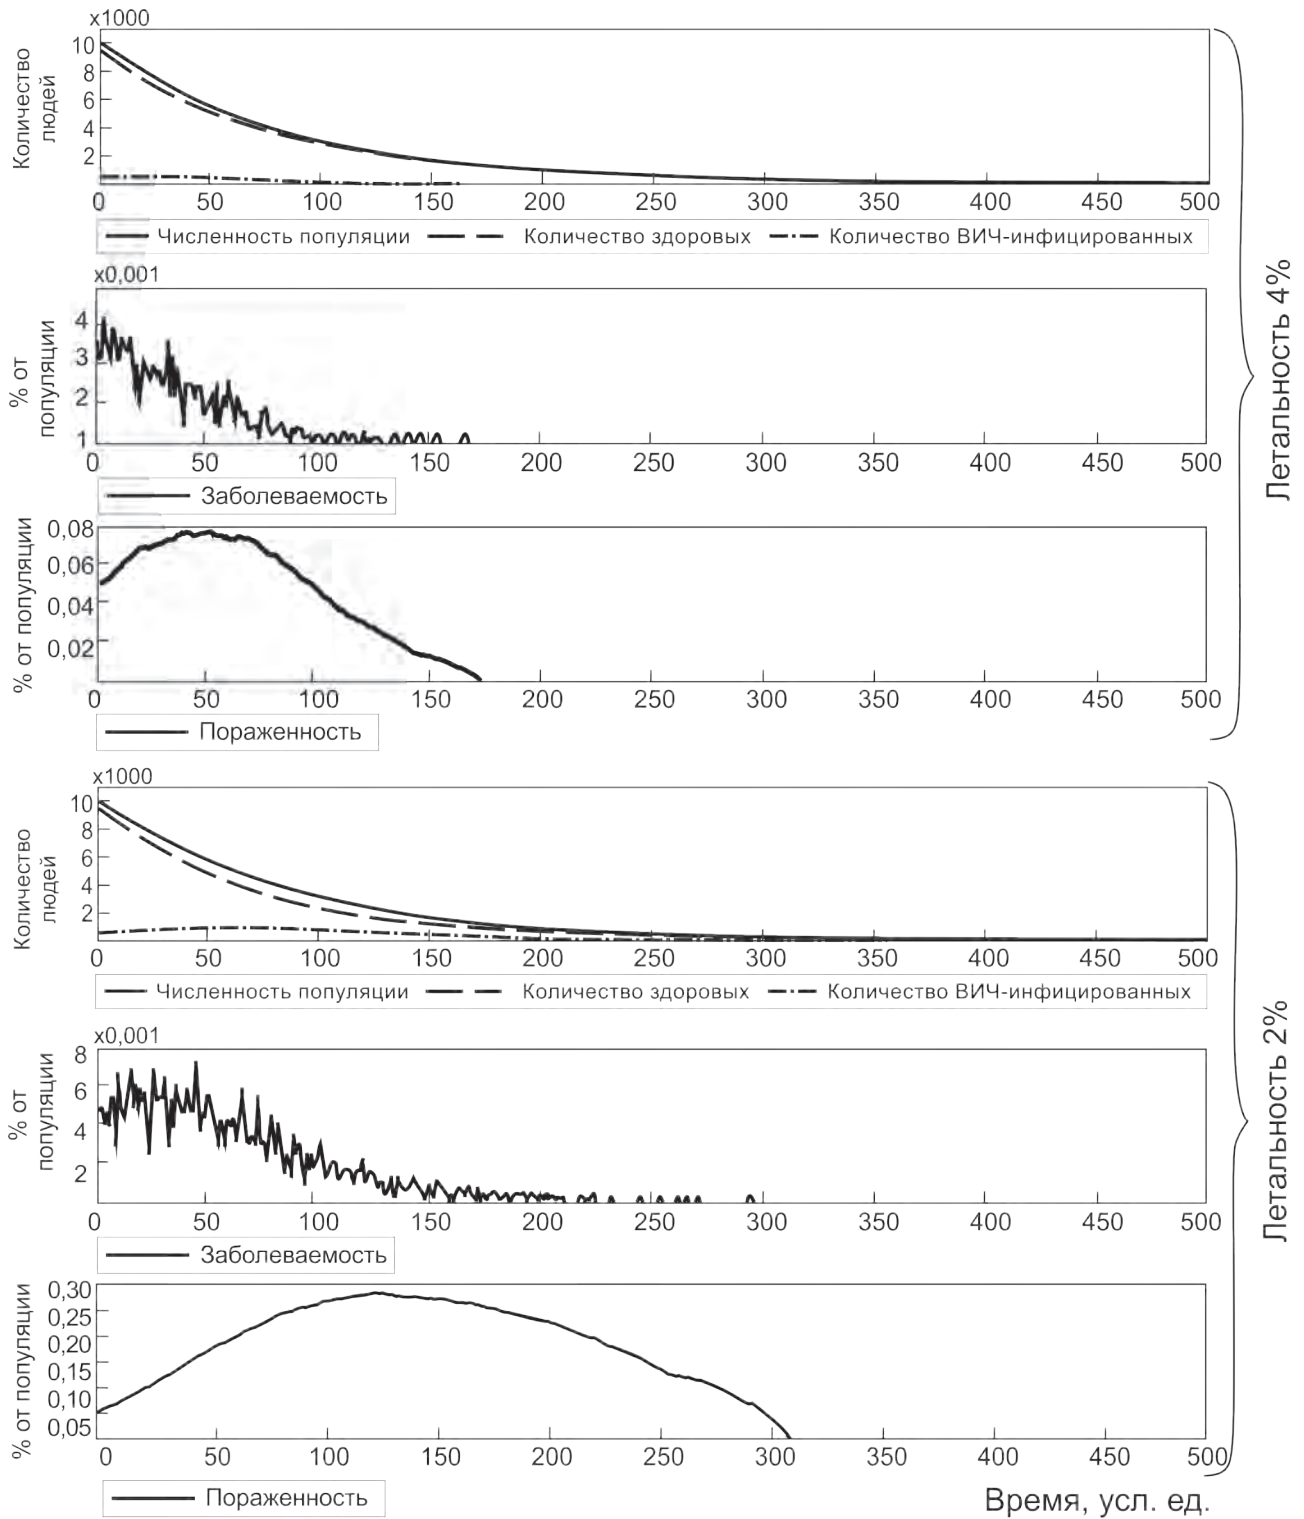 x1000
Количество
людей
10
8
6
4
2
0 50 100 150 200 250 300 350 400 450 500
Численность популяции Количество здоровых Количество ВИЧ-инфицированных
x0,001
% от
популяции
4
3
2
1
0 50 100 150 200 250 300 350 400 450 500
Заболеваемость
% от популяции
0,08
0,06
0,04
0,02
0 50 100 150 200 250 300 350 400 450 500
Пораженность
Летальность 4%
x1000
Количество
людей
10
8
6
4
2
0 50 100 150 200 250 300 350 400 450 500
Численность популяции Количество здоровых Количество ВИЧ-инфицированных
x0,001
% от
популяции
8
6
4
2
0 50 100 150 200 250 300 350 400 450 500
Заболеваемость
% от популяции
0,30
0,25
0,20
0,15
0,10
0,05
0 50 100 150 200 250 300 350 400 450 500
Пораженность
Время, усл. ед.
Летальность 2%